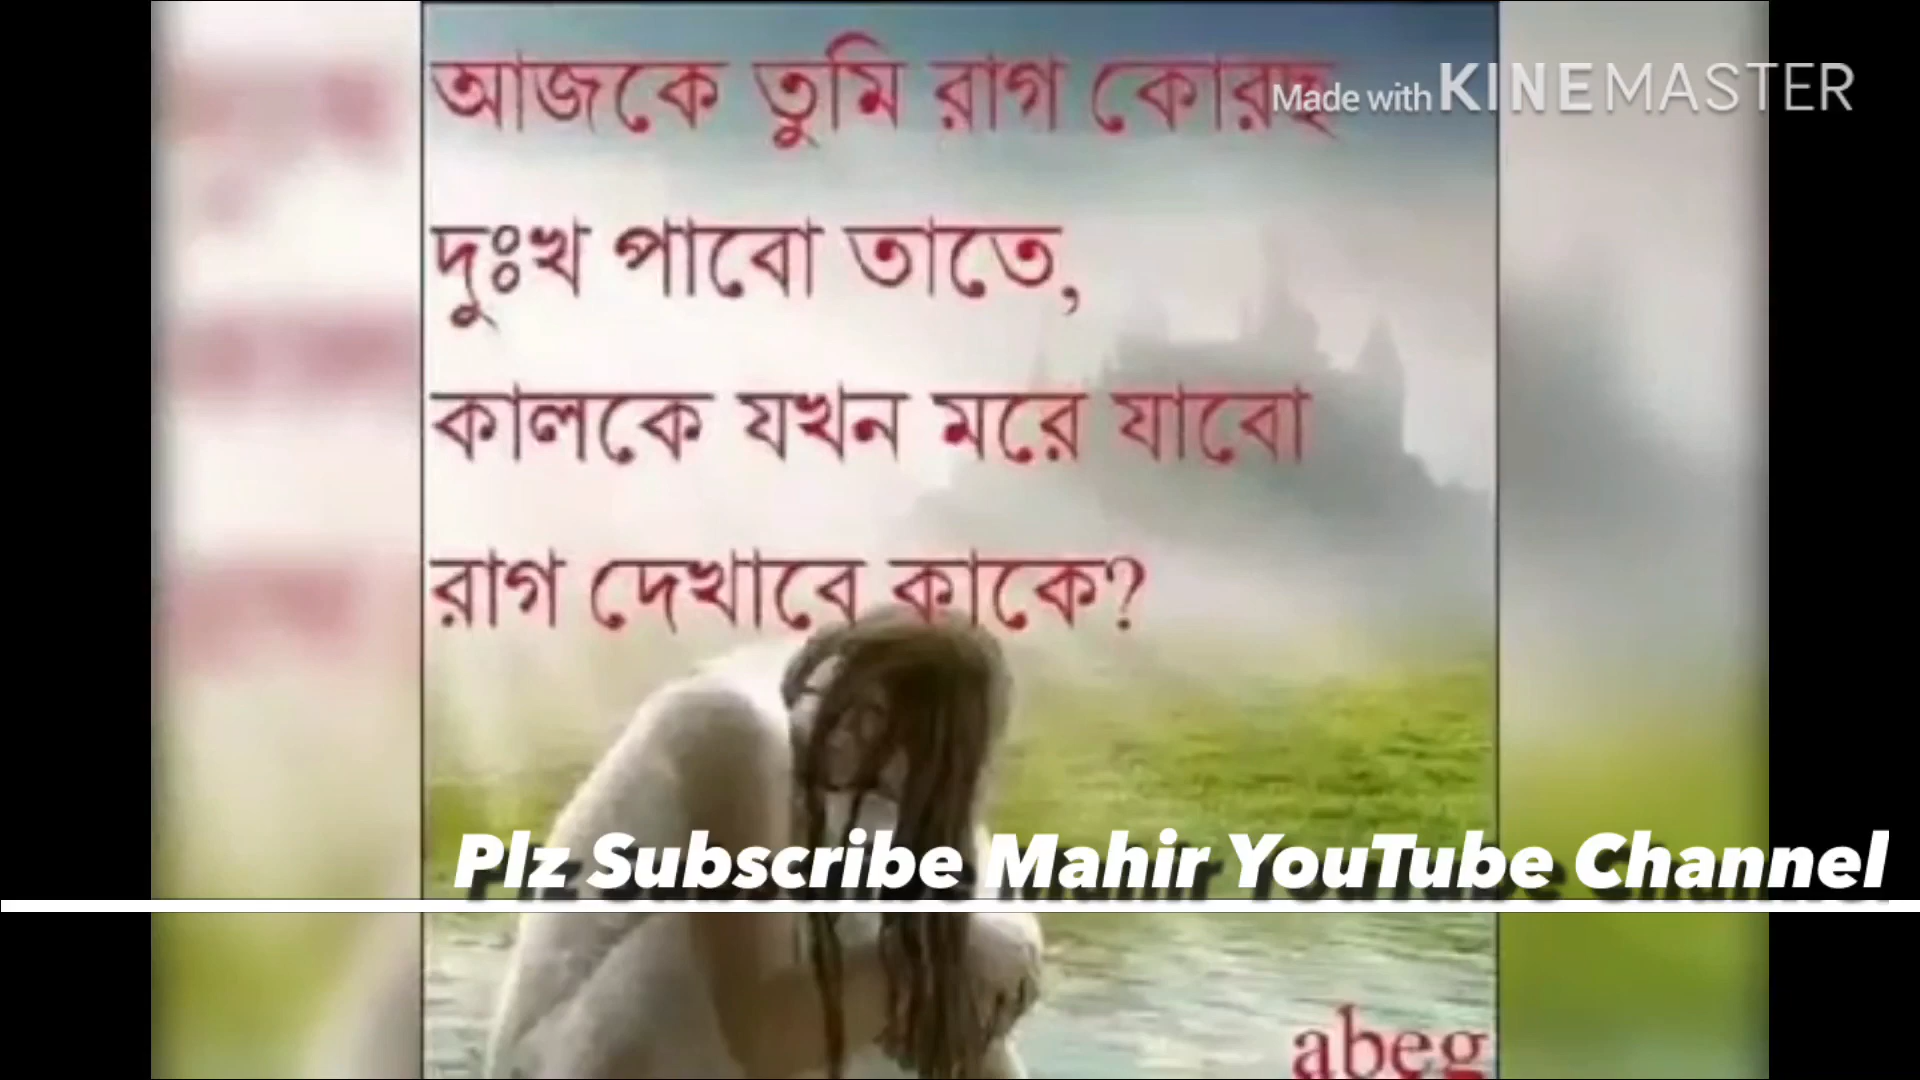 আজকে তুমি রাগ কোরছ
Made with KINEMASTER
দুঃখ পাবো তাতে,
কালকে যখন মরে যাবো
রাগ দেখাবে কাকে?
Plz Subscribe Mahir YouTube Channel
abeg